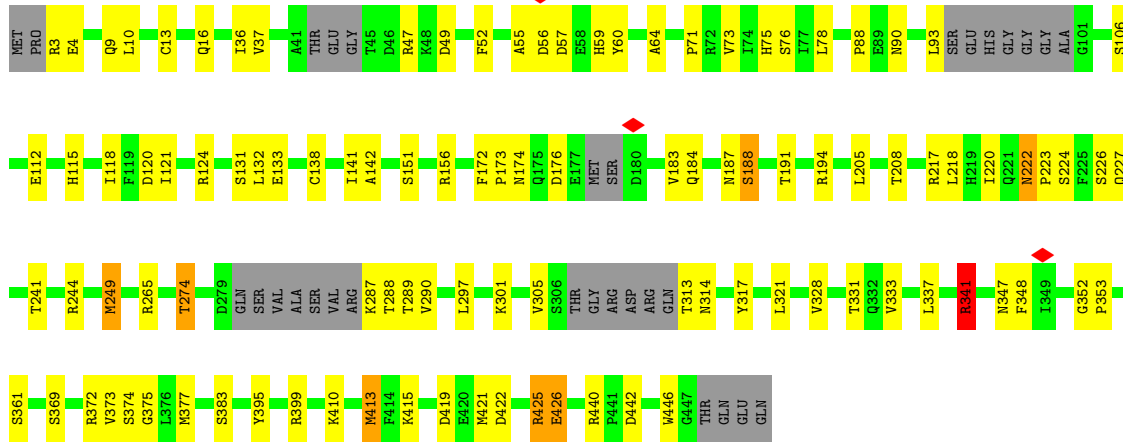 MET PRO R3 E4 Q9 L10 C13 Q16 I36 V37 A41 THR GLU GLY T45 D46 R47 K48 D49 F52 A55 D56 D57 E58 H59 Y60 A64 P71 R72 V73 I74 H75 S76 I77 L78 P88 E89 N90 L93 SER GLU HIS GLY GLY GLY ALA G101 S106
E112 H115 I118 F119 D120 I121 R124 S131 L132 E133 C138 I141 A142 S151 R156 F172 P173 N174 Q175 D176 E177 MET SER D180 V183 Q184 N187 S188 T191 R194 L205 T208 R217 L218 H219 I220 Q221 N222 P223 S224 F225 S226 Q227
T241 R244 M249 R265 T274 D279 GLN SER VAL ALA SER VAL ARG K287 T288 T289 V290 L297 K301 V305 S306 THR GLY ARG ASP ARG GLN T313 N314 Y317 L321 V328 T331 Q332 V333 L337 R341 N347 F348 I349 G352 P353
S361 S369 R372 V373 S374 G375 L376 M377 S383 Y395 R399 K410 M413 F414 K415 D419 E420 M421 D422 R425 E426 R440 P441 D442 W446 G447 THR GLN GLU GLN